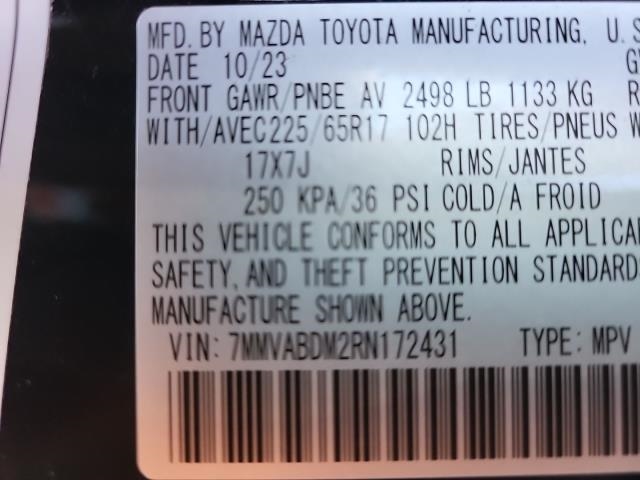 MFD. BY MAZDA TOYOTA MANUFACTURING, U.S
DATE 10/23 G
FRONT GAWR/PNBE AV 2498 LB 1133 KG R
WITH/AVEC225/65R17 102H TIRES/PNEUS W
17X7J RIMS/JANTES
250 KPA/36 PSI COLD/A FROID
THIS VEHICLE CONFORMS TO ALL APPLICA
SAFETY, AND THEFT PREVENTION STANDARD
MANUFACTURE SHOWN ABOVE.
VIN: 7MMVABDM2RN172431 TYPE: MPV